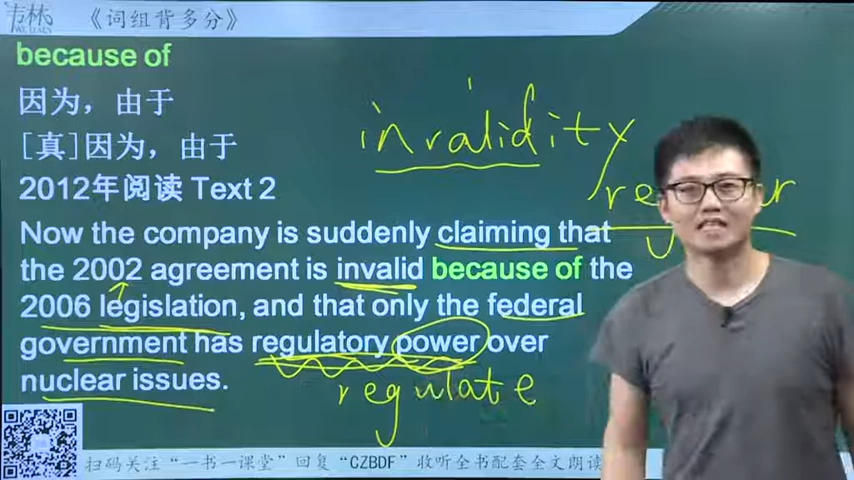 韦林 《词组背多分》
because of
因为，由于
[真]因为，由于
2012年阅读 Text 2
Now the company is suddenly claiming that
the 2002 agreement is invalid because of the
2006 legislation, and that only the federal
government has regulatory power over
nuclear issues.
invalidity
regulate
扫码关注“一书一课堂”回复“CZBDF”收听全书配套全文朗读